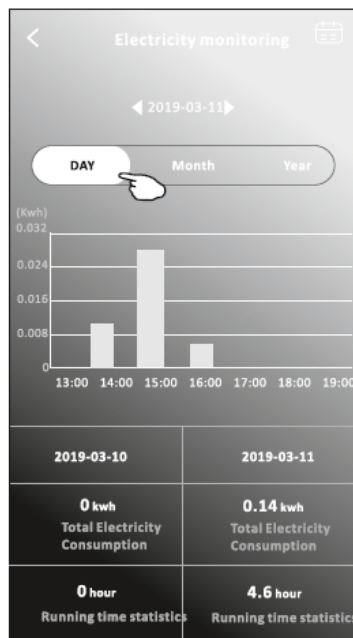 Electricity monitoring
2019-03-11
DAY Month Year
(Kwh)
0.032
0.024
0.016
0.008
0
13:00 14:00 15:00 16:00 17:00 18:00 19:00
2019-03-10 2019-03-11
0 kwh 0.14 kwh
Total Electricity Total Electricity
Consumption Consumption
0 hour 4.6 hour
Running time statistics Running time statistics